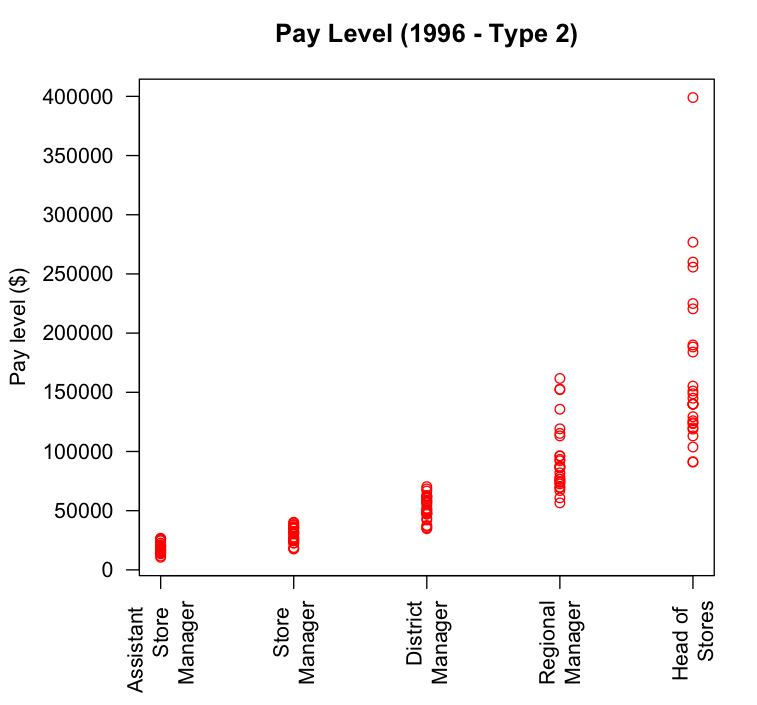 Pay Level (1996 - Type 2)
Pay level ($)
400000
350000
300000
250000
200000
150000
100000
50000
0
Assistant
Store
Manager
Store
Manager
District
Manager
Regional
Manager
Head of
Stores